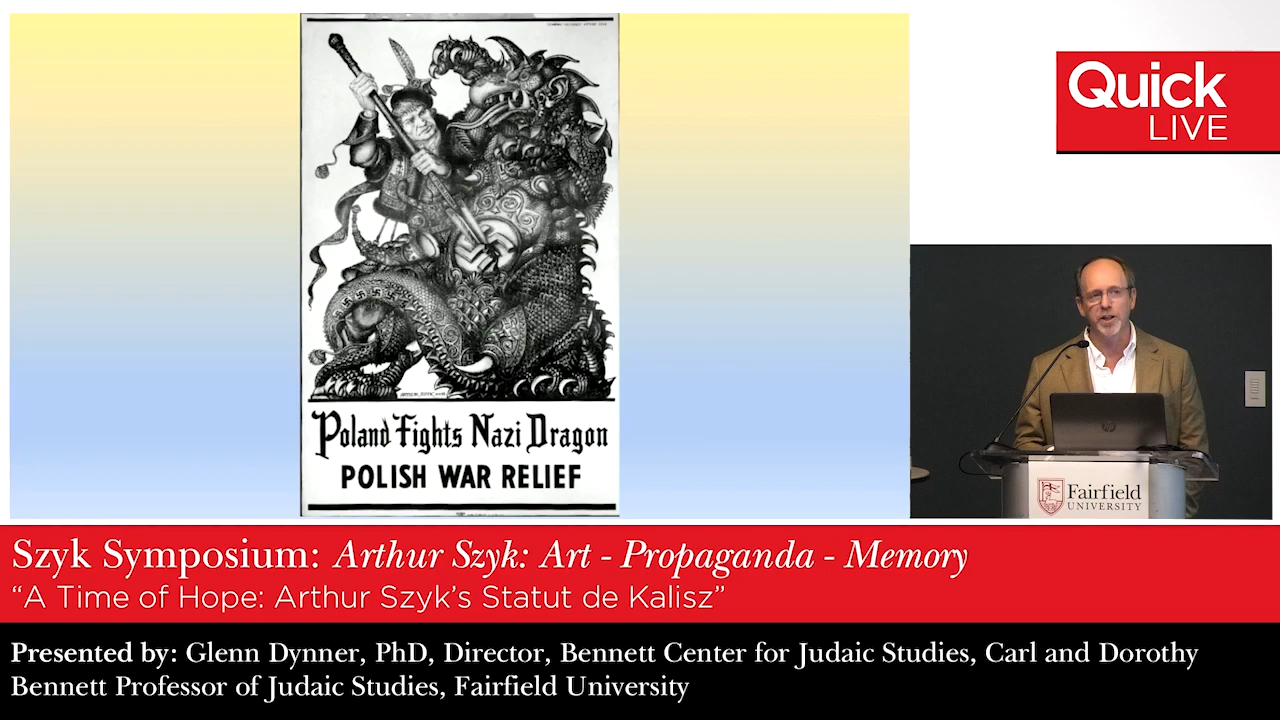 Quick
LIVE
Poland Fights Nazi Dragon
POLISH WAR RELIEF
hp
Fairfield
UNIVERSITY
Szyk Symposium: Arthur Szyk: Art - Propaganda - Memory
“A Time of Hope: Arthur Szyk’s Statut de Kalisz”
Presented by: Glenn Dynner, PhD, Director, Bennett Center for Judaic Studies, Carl and Dorothy
Bennett Professor of Judaic Studies, Fairfield University